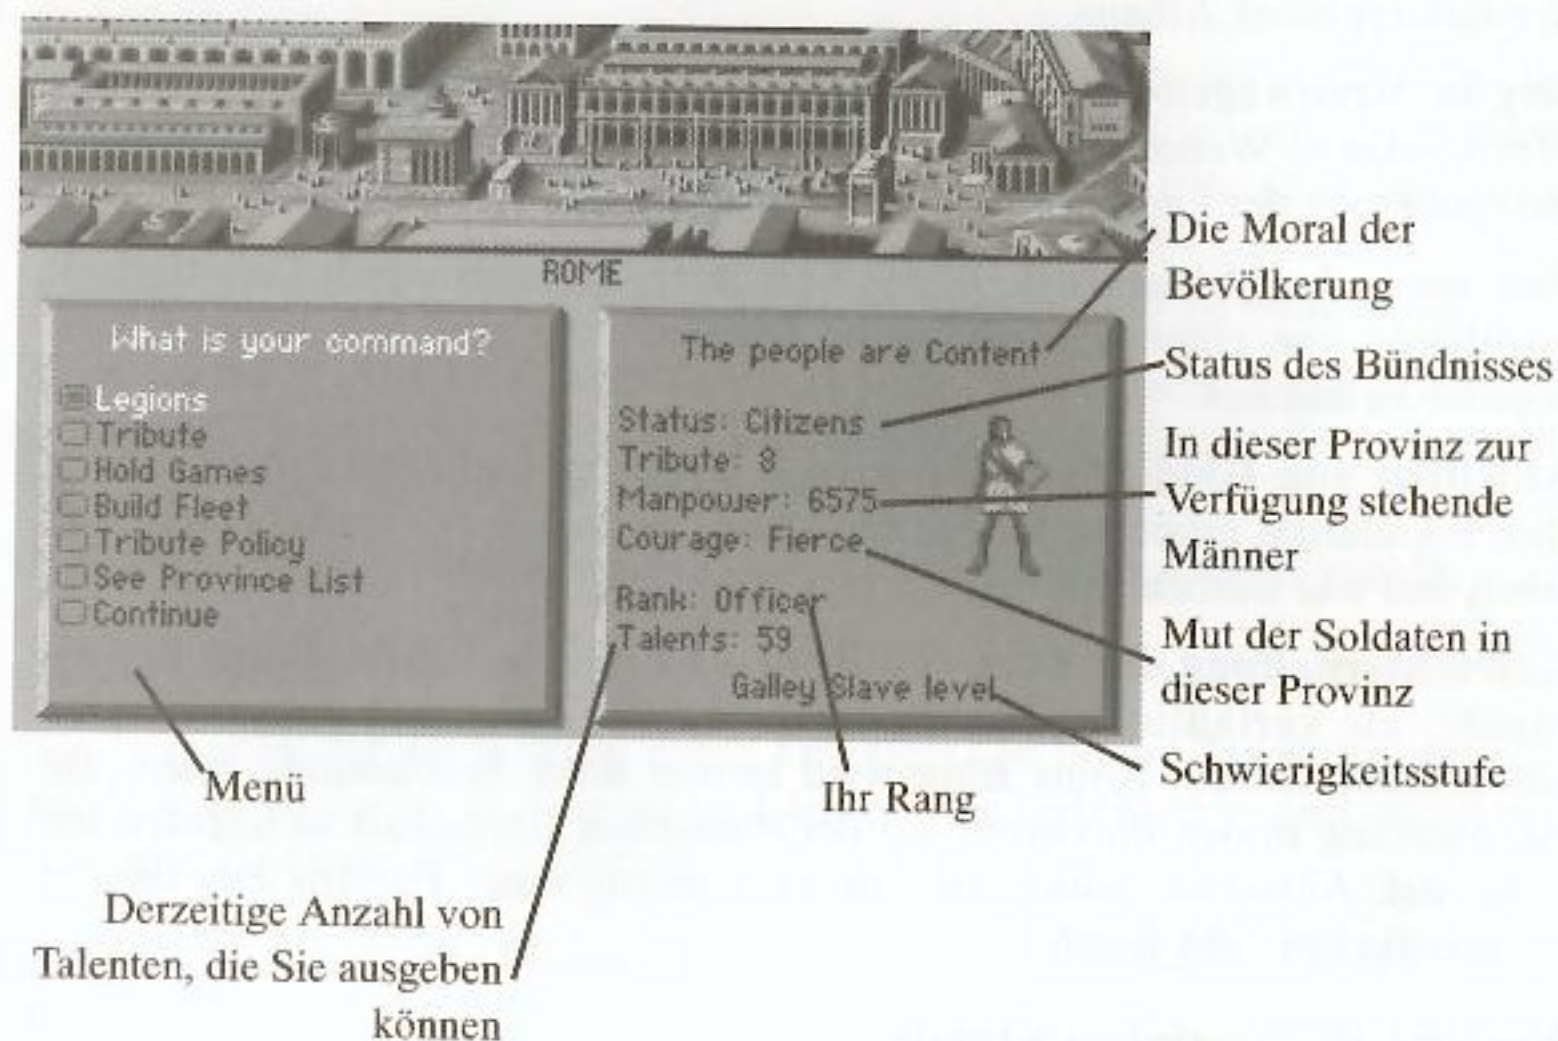 ROME
What is your command?
Legions
Tribute
Hold Games
Build Fleet
Tribute Policy
See Province List
Continue
The people are Content
Status: Citizens
Tribute: 8
Manpower: 6575
Courage: Fierce
Rank: Officer
Talents: 59
Galley Slave level
Die Moral der
Bevölkerung
Status des Bündnisses
In dieser Provinz zur
Verfügung stehende
Männer
Mut der Soldaten in
dieser Provinz
Schwierigkeitsstufe
Ihr Rang
Menü
Derzeitige Anzahl von
Talenten, die Sie ausgeben
können